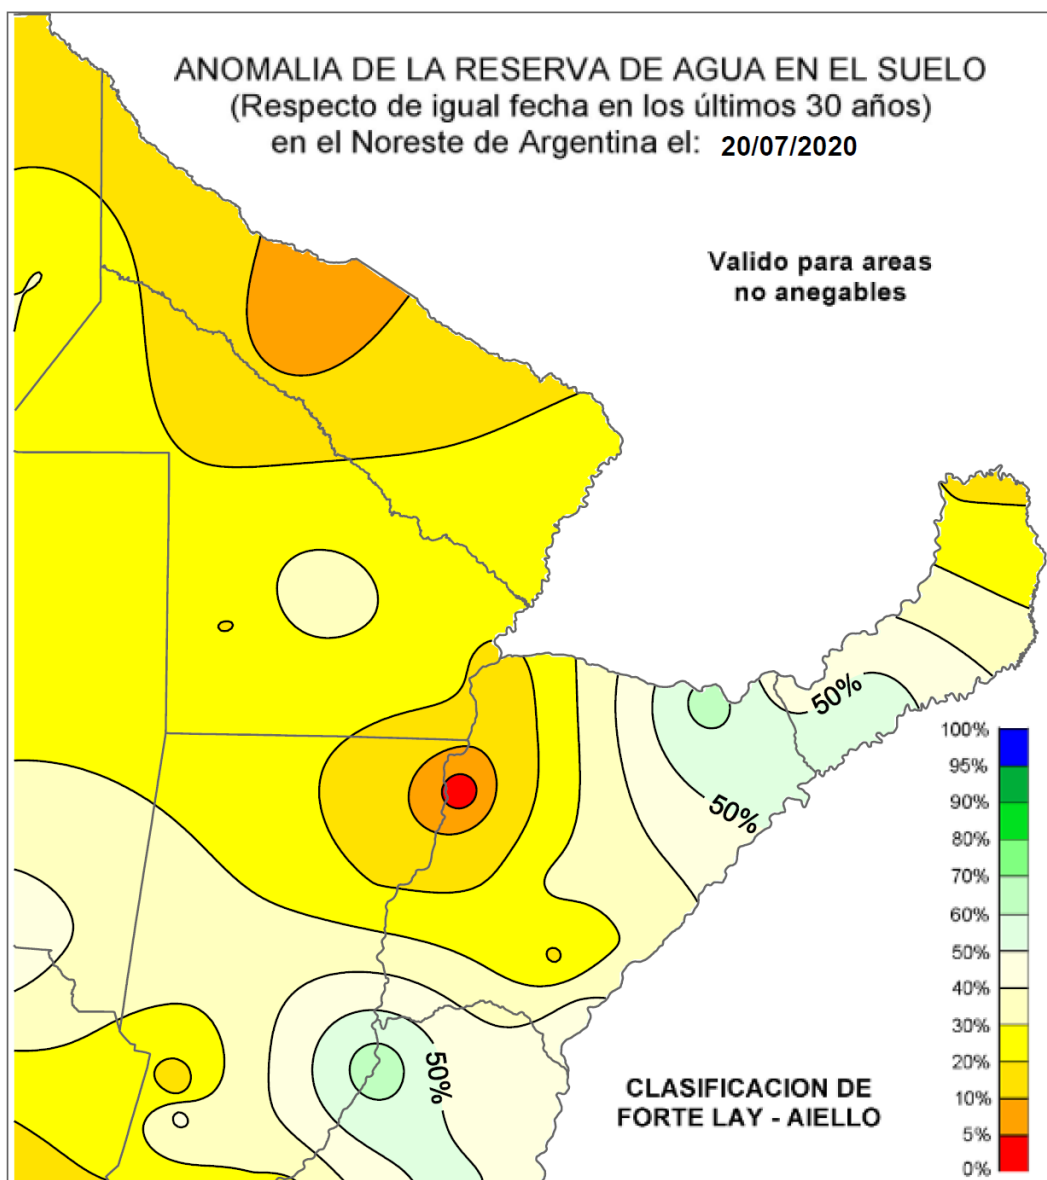 ANOMALIA DE LA RESERVA DE AGUA EN EL SUELO
(Respecto de igual fecha en los últimos 30 años)
en el Noreste de Argentina el: 20/07/2020
Valido para areas
no anegables
50%
50%
50%
100%
95%
90%
80%
70%
60%
50%
40%
30%
20%
10%
5%
0%
CLASIFICACION DE
FORTE LAY - AIELLO